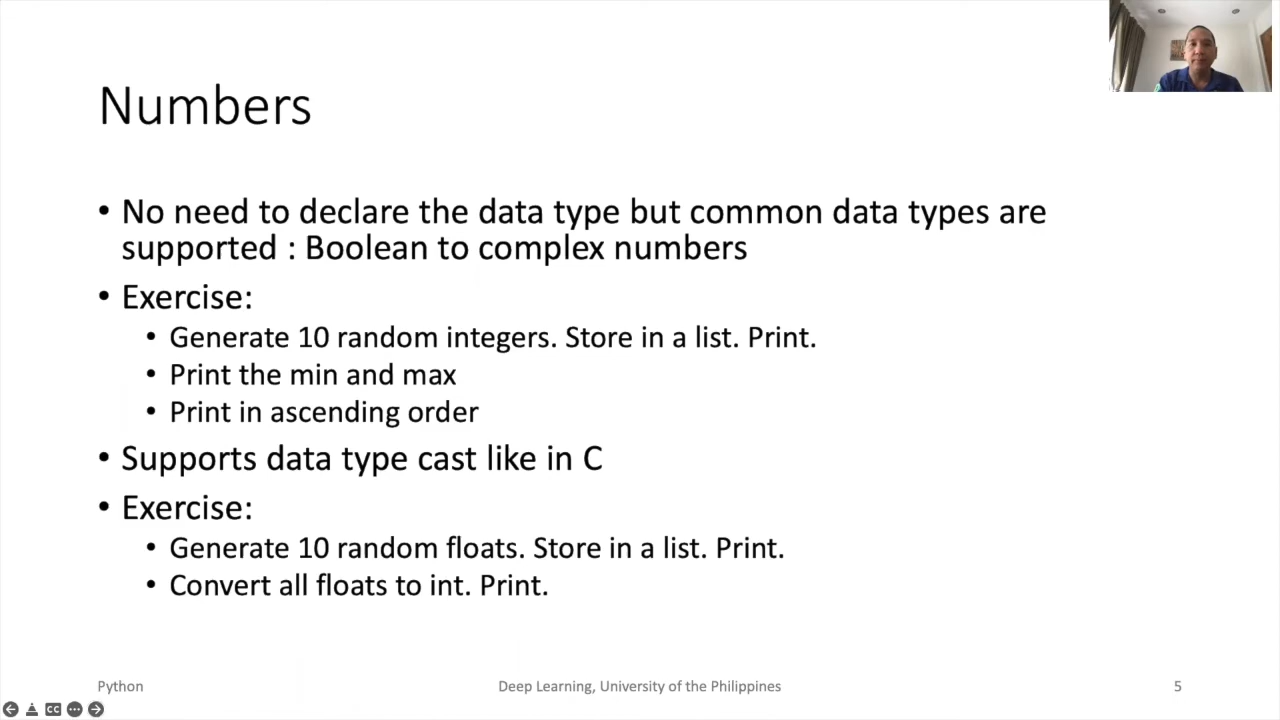 Numbers
• No need to declare the data type but common data types are
supported : Boolean to complex numbers
• Exercise:
• Generate 10 random integers. Store in a list. Print.
• Print the min and max
• Print in ascending order
• Supports data type cast like in C
• Exercise:
• Generate 10 random floats. Store in a list. Print.
• Convert all floats to int. Print.
Python
Deep Learning, University of the Philippines
5
CC